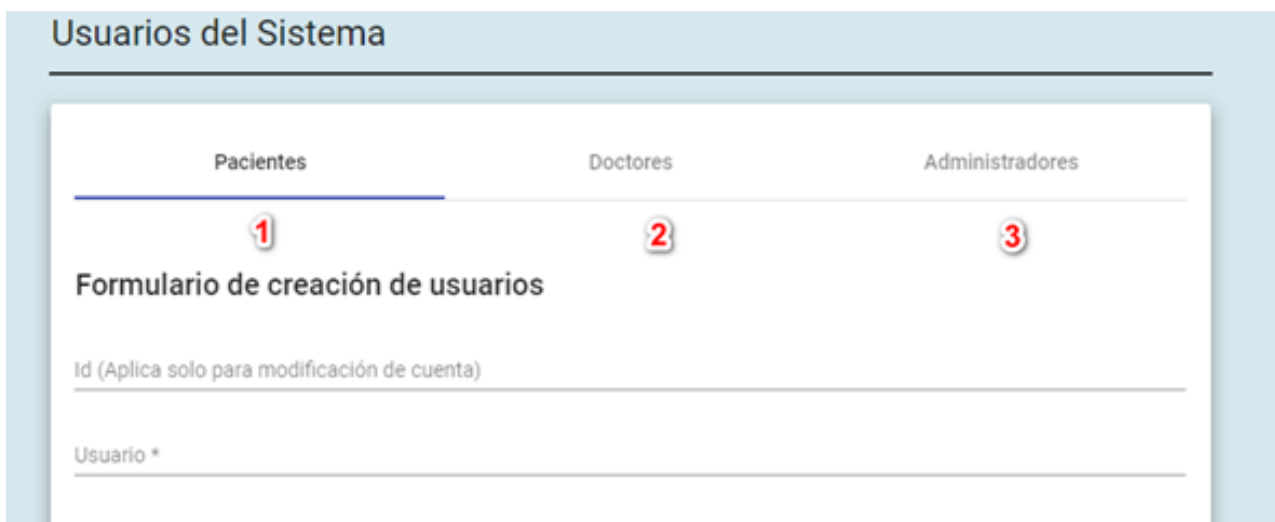 Usuarios del Sistema
Pacientes Doctores Administradores
1 2 3
Formulario de creación de usuarios
Id (Aplica solo para modificación de cuenta)
Usuario *